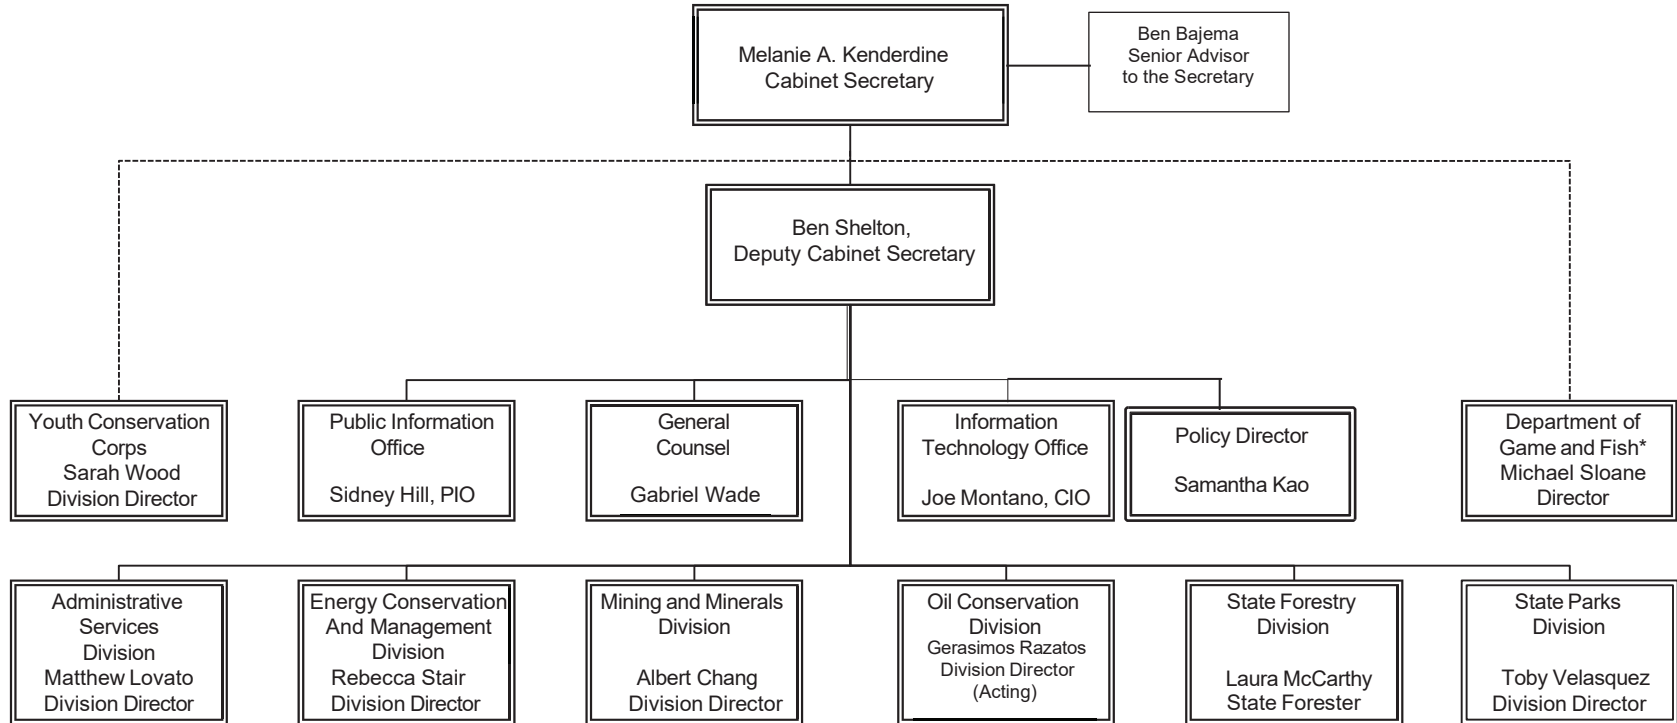 Melanie A. Kenderdine
Cabinet Secretary
Ben Bajema
Senior Advisor
to the Secretary
Ben Shelton,
Deputy Cabinet Secretary
Youth Conservation
Corps
Sarah Wood
Division Director
Public Information
Office
Sidney Hill, PIO
General
Counsel
Gabriel Wade
Information
Technology Office
Joe Montano, CIO
Policy Director
Samantha Kao
Department of
Game and Fish*
Michael Sloane
Director
Administrative
Services
Division
Matthew Lovato
Division Director
Energy Conservation
And Management
Division
Rebecca Stair
Division Director
Mining and Minerals
Division
Albert Chang
Division Director
Oil Conservation
Division
Gerasimos Razatos
Division Director
(Acting)
State Forestry
Division
Laura McCarthy
State Forester
State Parks
Division
Toby Velasquez
Division Director